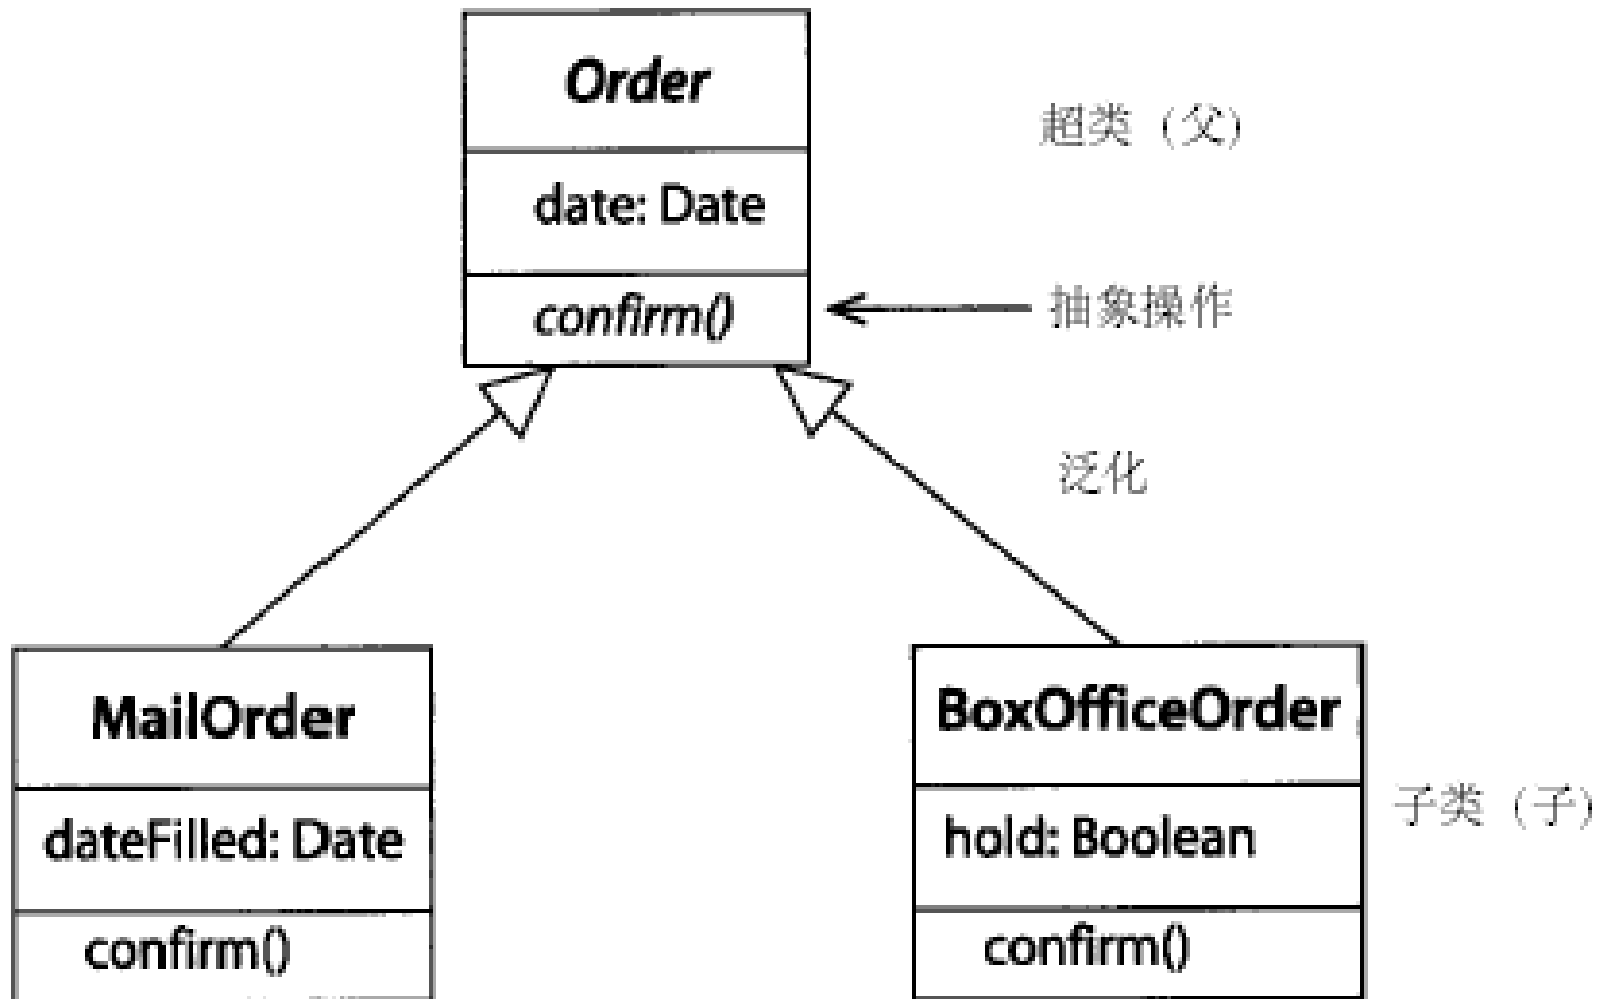 Order
超类 (父)
date: Date
confirm()
抽象操作
泛化
MailOrder
BoxOfficeOrder
dateFilled: Date
hold: Boolean
子类 (子)
confirm()
confirm()